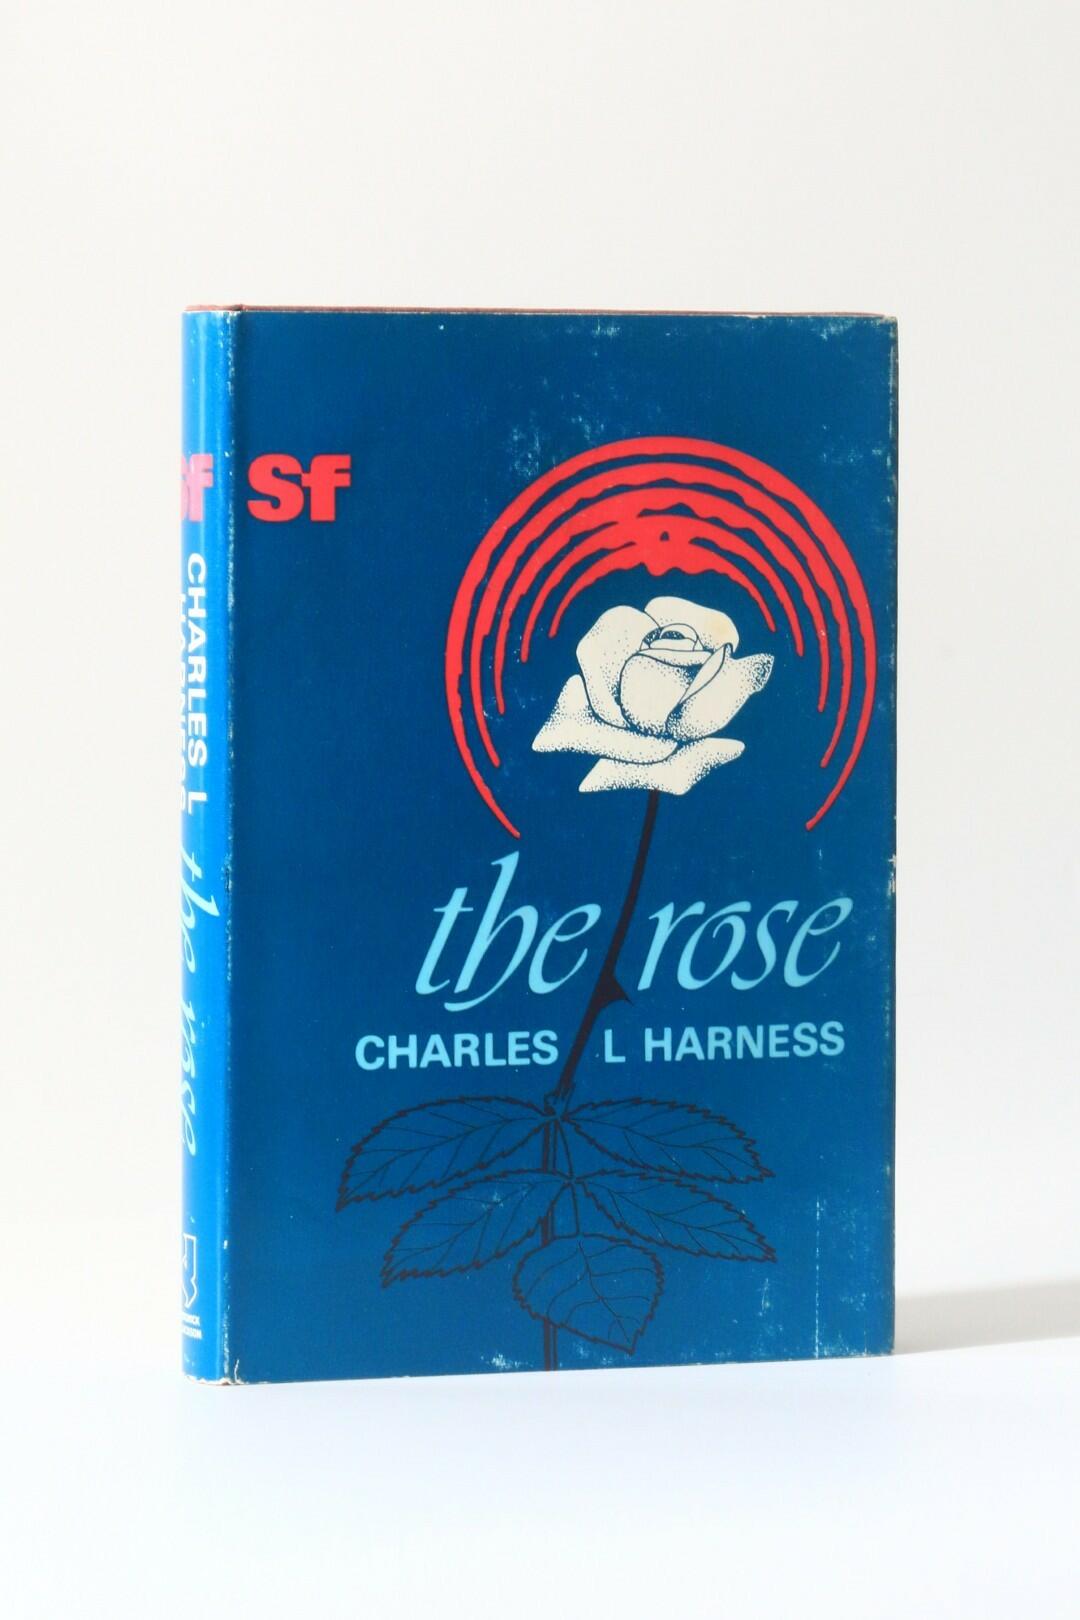 Sf
CHARLES L
HARNESS
the rose
Sf
the rose
CHARLES L HARNESS